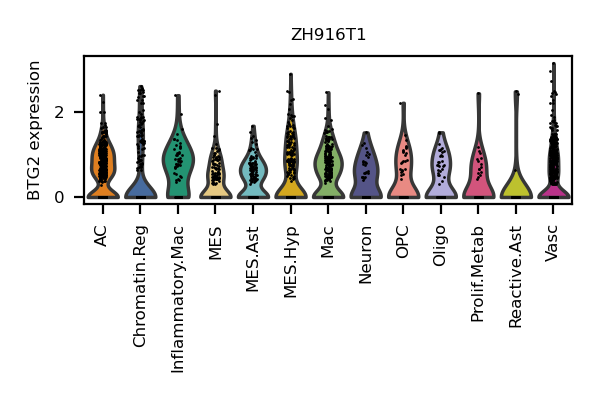 ZH916T1
BTG2 expression
2
0
AC
Chromatin.Reg
Inflammatory.Mac
MES
MES.Ast
MES.Hyp
Mac
Neuron
OPC
Oligo
Prolif.Metab
Reactive.Ast
Vasc